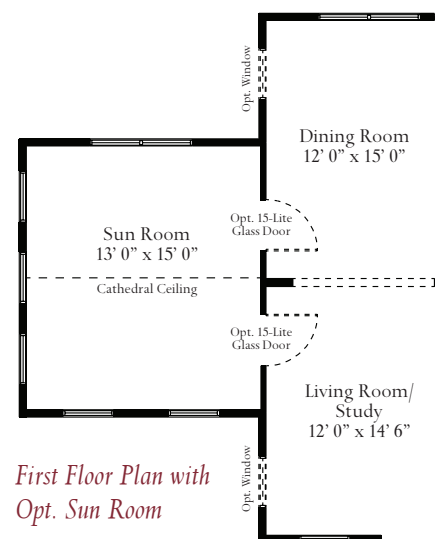 Opt. Window
Dining Room
12’ 0” x 15’ 0”
Opt. 15-Lite
Glass Door
Sun Room
13’ 0” x 15’ 0”
Cathedral Ceiling
Opt. 15-Lite
Glass Door
Living Room/
Study
12’ 0” x 14’ 6”
Opt. Window
First Floor Plan with
Opt. Sun Room